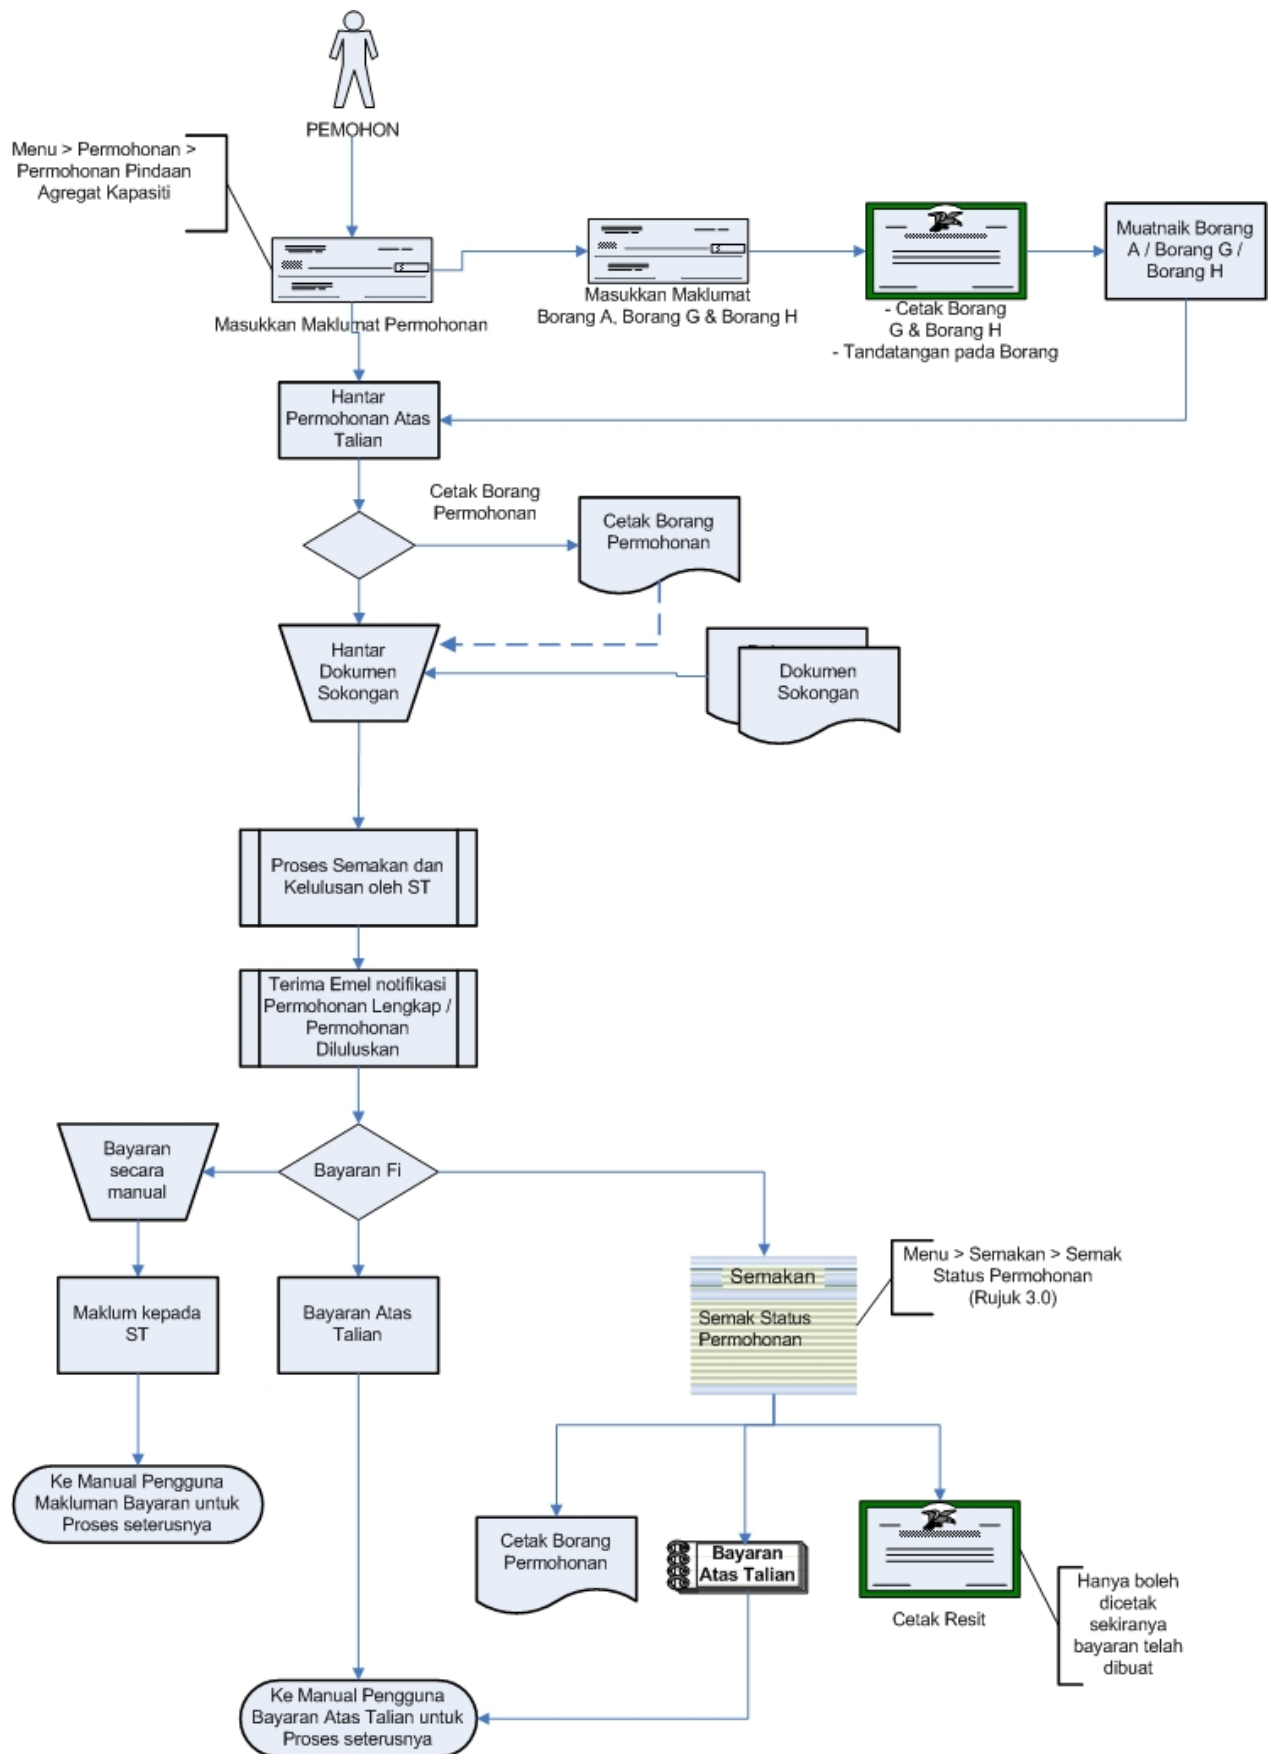 PEMOHON
Menu > Permohonan >
Permohonan Pindaan
Agregat Kapasiti
Masukkan Maklumat Permohonan
Masukkan Maklumat
Borang A, Borang G & Borang H
- Cetak Borang
G & Borang H
- Tandatangan pada Borang
Muatnaik Borang
A / Borang G /
Borang H
Hantar
Permohonan Atas
Talian
Cetak Borang
Permohonan
Cetak Borang
Permohonan
Hantar
Dokumen
Sokongan
Dokumen
Sokongan
Proses Semakan dan
Kelulusan oleh ST
Terima Emel notifikasi
Permohonan Lengkap /
Permohonan
Diluluskan
Bayaran
secara
manual
Bayaran Fi
Maklum kepada
ST
Bayaran Atas
Talian
Semakan
Semak Status
Permohonan
Menu > Semakan > Semak
Status Permohonan
(Rujuk 3.0)
Ke Manual Pengguna
Makluman Bayaran untuk
Proses seterusnya
Cetak Borang
Permohonan
Bayaran
Atas Talian
Cetak Resit
Hanya boleh
dicetak
sekiranya
bayaran telah
dibuat
Ke Manual Pengguna
Bayaran Atas Talian untuk
Proses seterusnya